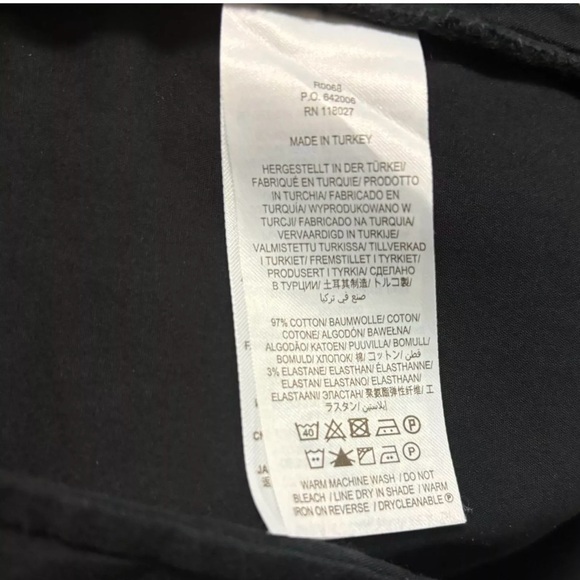 R0068
P.O. 642006
RN 118027
MADE IN TURKEY
HERGESTELLT IN DER TÜRKEI/
FABRIQUÉ EN TURQUIE/ PRODOTTO
IN TURCHIA/ FABRICADO EN
TURQUÍA/ WYPRODUKOWANO W
TURCJI/ FABRICADO NA TURQUIA/
VERVAARDIGD IN TURKIJE/
VALMISTETTU TURKISSA/ TILLVERKAD
I TURKIET/ FREMSTILLET I TYRKIET/
PRODUSERT I TYRKIA/ СДЕЛАНО
В ТУРЦИИ/ 土耳其制造/ トルコ製/
صنع في تركيا
97% COTTON/ BAUMWOLLE/ COTON/
COTONE/ ALGODÓN/ BAWEŁNA/
ALGODÃO/ KATOEN/ PUUVILLA/ BOMULL/
BOMULD/ ХЛОПОК/ 棉/ コットン/ قطن
3% ELASTANE/ ELASTHAN/ ÉLASTHANNE/
ELASTAN/ ELASTANO/ ELASTHAAN/
ELASTAANI/ ЭЛАСТАН/ 聚氨酯弹性纤维/ エ
ラスタン/ إيلاستين
40 P
P
WARM MACHINE WASH / DO NOT
BLEACH / LINE DRY IN SHADE / WARM
IRON ON REVERSE / DRYCLEANABLE Ⓟ
F.
CH
JA